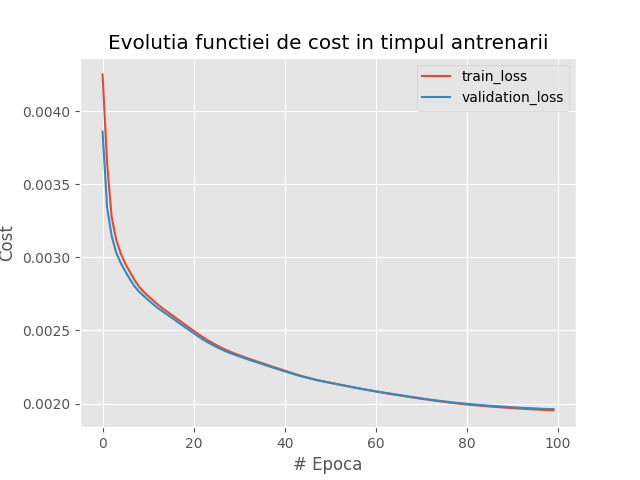 Evolutia functiei de cost in timpul antrenarii
train_loss
validation_loss
0.0040
0.0035
0.0030
0.0025
0.0020
Cost
0 20 40 60 80 100
# Epoca